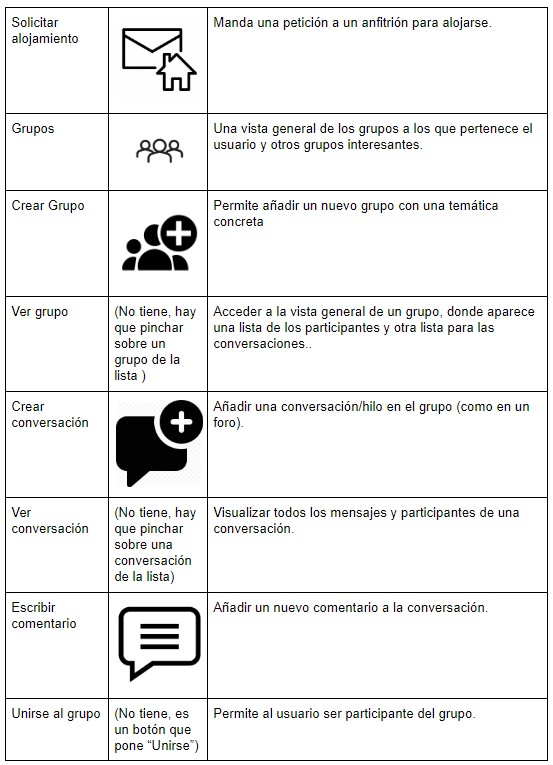 Solicitar
alojamiento
Manda una petición a un anfitrión para alojarse.
Grupos
Una vista general de los grupos a los que pertenece el
usuario y otros grupos interesantes.
Crear Grupo
Permite añadir un nuevo grupo con una temática
concreta
Ver grupo
(No tiene, hay
que pinchar
sobre un
grupo de la
lista )
Acceder a la vista general de un grupo, donde aparece
una lista de los participantes y otra lista para las
conversaciones..
Crear
conversación
Añadir una conversación/hilo en el grupo (como en un
foro).
Ver
conversación
(No tiene, hay
que pinchar
sobre una
conversación
de la lista)
Visualizar todos los mensajes y participantes de una
conversación.
Escribir
comentario
Añadir un nuevo comentario a la conversación.
Unirse al grupo
(No tiene, es
un botón que
pone “Unirse”)
Permite al usuario ser participante del grupo.